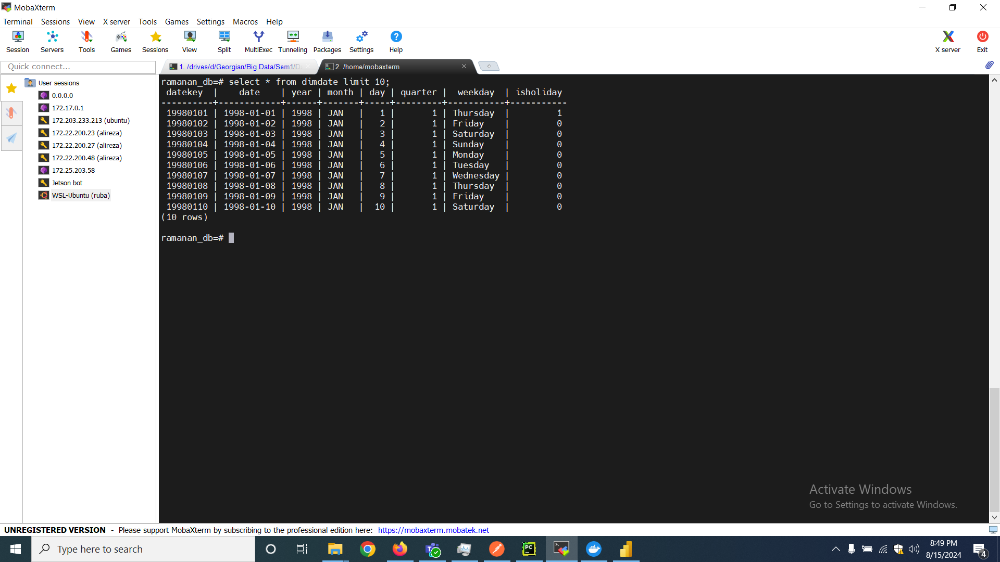 MobaXterm
Terminal Sessions View X server Tools Games Settings Macros Help
Session Servers Tools Games Sessions View Split MultiExec Tunneling Packages Settings Help X server Exit
Quick connect...
1. /drives/d/Georgian/Big Data/Sem1/D
2. /home/mobaxterm
User sessions
0.0.0.0
172.17.0.1
172.203.233.213 (ubuntu)
172.22.200.23 (alireza)
172.22.200.27 (alireza)
172.22.200.48 (alireza)
172.25.203.58
Jetson bot
WSL-Ubuntu (ruba)
ramanan_db=# select * from dimdate limit 10;
 datekey  |    date    | year | month | day | quarter |  weekday  | isholiday
----------+------------+------+-------+-----+---------+-----------+-----------
 19980101 | 1998-01-01 | 1998 | JAN   |   1 |       1 | Thursday  |         1
 19980102 | 1998-01-02 | 1998 | JAN   |   2 |       1 | Friday    |         0
 19980103 | 1998-01-03 | 1998 | JAN   |   3 |       1 | Saturday  |         0
 19980104 | 1998-01-04 | 1998 | JAN   |   4 |       1 | Sunday    |         0
 19980105 | 1998-01-05 | 1998 | JAN   |   5 |       1 | Monday    |         0
 19980106 | 1998-01-06 | 1998 | JAN   |   6 |       1 | Tuesday   |         0
 19980107 | 1998-01-07 | 1998 | JAN   |   7 |       1 | Wednesday |         0
 19980108 | 1998-01-08 | 1998 | JAN   |   8 |       1 | Thursday  |         0
 19980109 | 1998-01-09 | 1998 | JAN   |   9 |       1 | Friday    |         0
 19980110 | 1998-01-10 | 1998 | JAN   |  10 |       1 | Saturday  |         0
(10 rows)
ramanan_db=#
Activate Windows
Go to Settings to activate Windows.
UNREGISTERED VERSION - Please support MobaXterm by subscribing to the professional edition here: https://mobaxterm.mobatek.net
Type here to search
PC
8:49 PM
8/15/2024
4